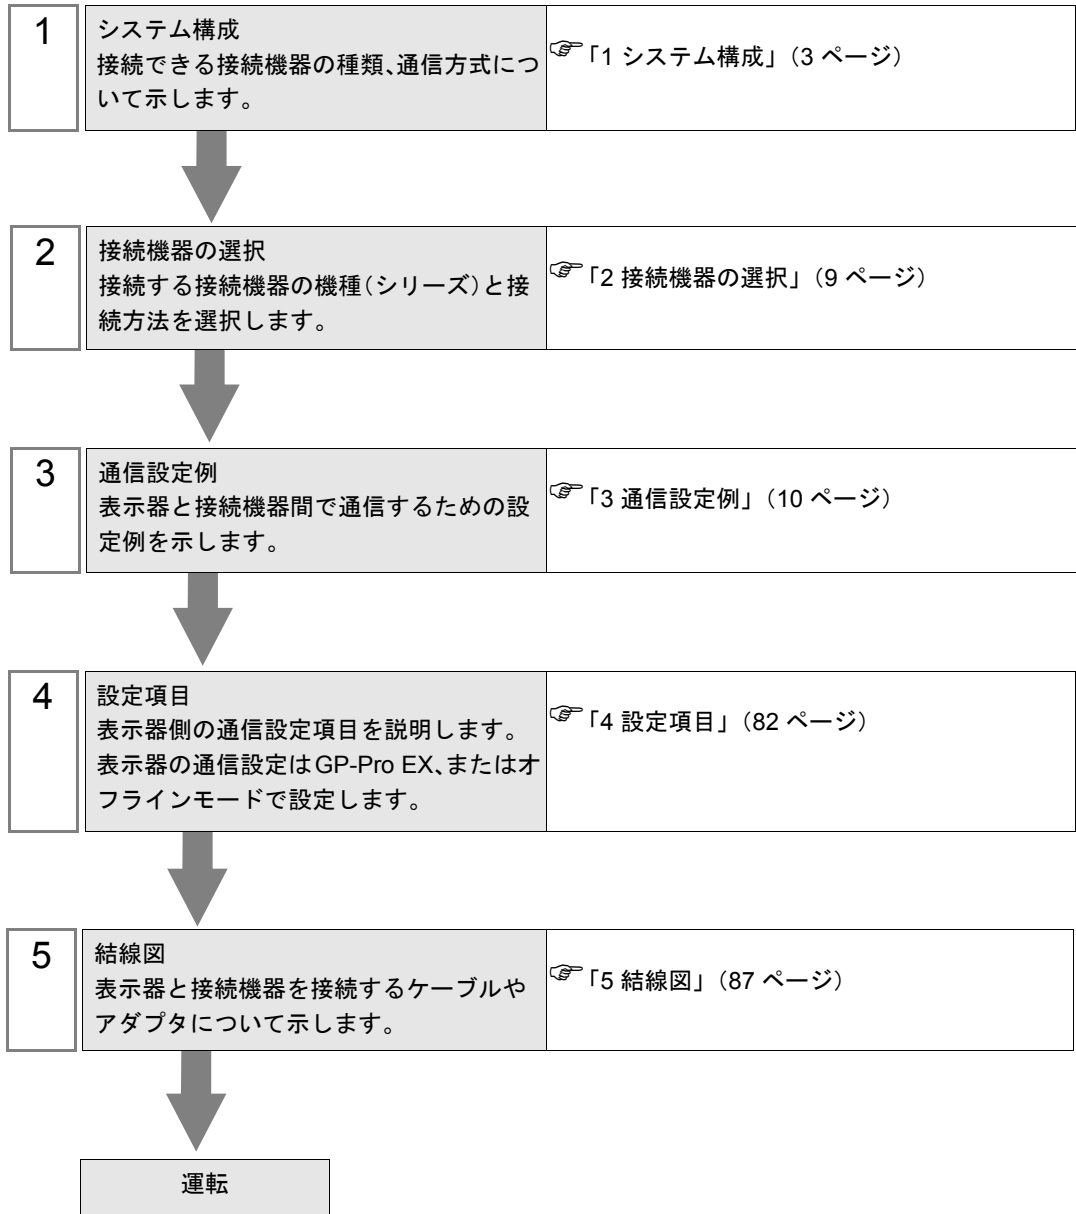 1
システム構成
接続できる接続機器の種類、通信方式につ
いて示します。
☞「1 システム構成」(3 ページ)
2
接続機器の選択
接続する接続機器の機種(シリーズ)と接
続方法を選択します。
☞「2 接続機器の選択」(9 ページ)
3
通信設定例
表示器と接続機器間で通信するための設
定例を示します。
☞「3 通信設定例」(10 ページ)
4
設定項目
表示器側の通信設定項目を説明します。
表示器の通信設定はGP-Pro EX、またはオ
フラインモードで設定します。
☞「4 設定項目」(82 ページ)
5
結線図
表示器と接続機器を接続するケーブルや
アダプタについて示します。
☞「5 結線図」(87 ページ)
運転